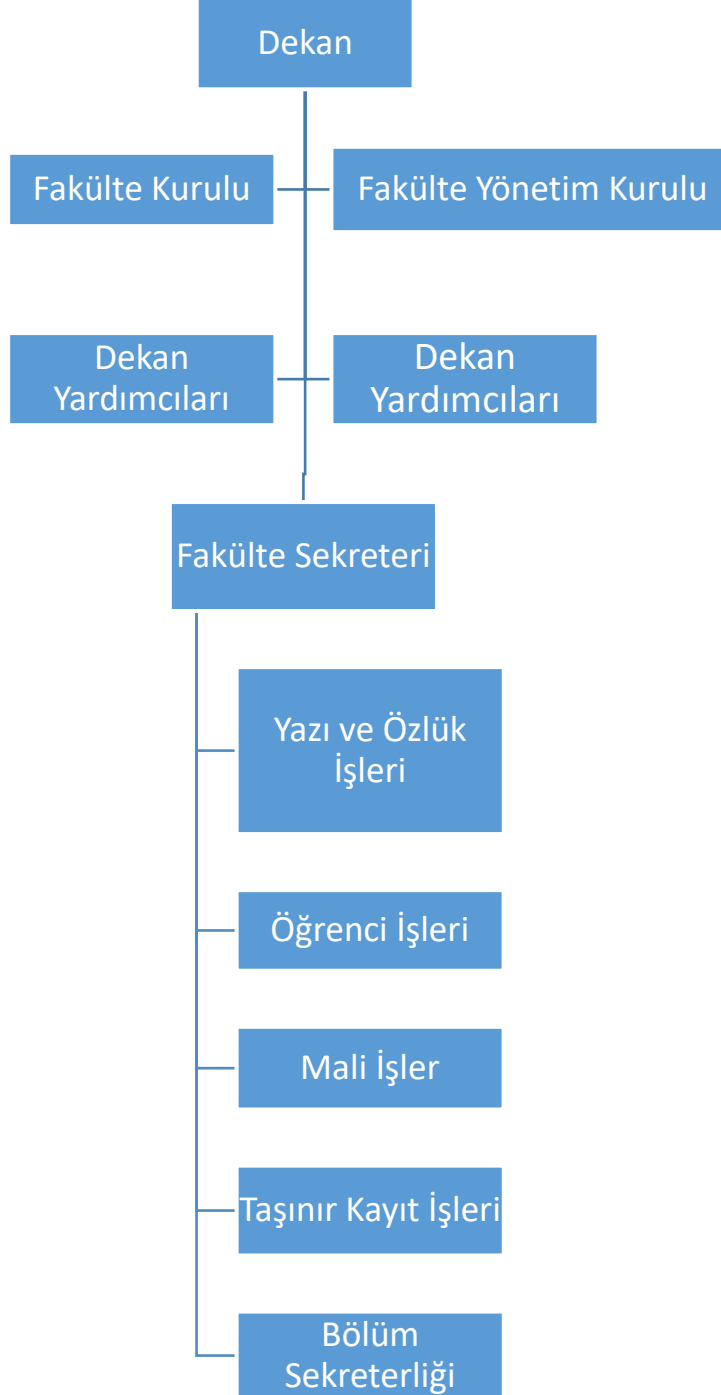 Dekan
Fakülte Kurulu
Fakülte Yönetim Kurulu
Dekan
Yardımcıları
Dekan
Yardımcıları
Fakülte Sekreteri
Yazı ve Özlük
İşleri
Öğrenci İşleri
Mali İşler
Taşınır Kayıt İşleri
Bölüm
Sekreterliği